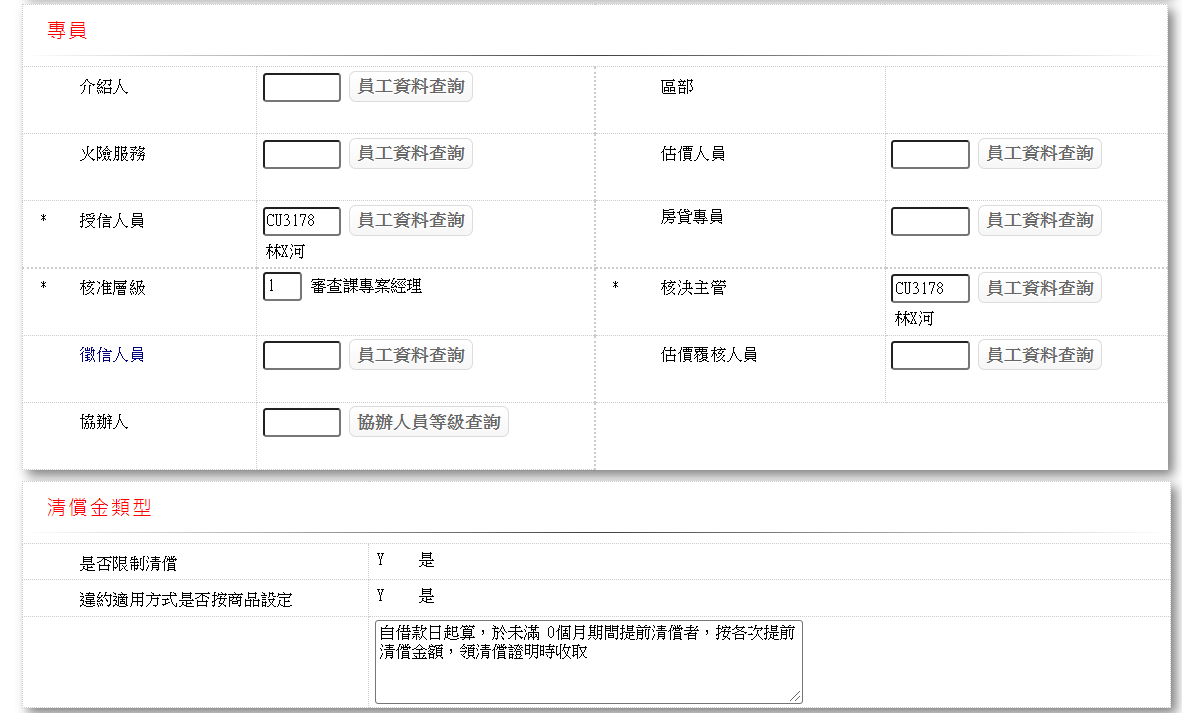 專員
介紹人 員工資料查詢 區部
火險服務 員工資料查詢 估價人員 員工資料查詢
* 授信人員 CU3178 員工資料查詢 房貸專員 員工資料查詢
林X河
* 核准層級 1 審查課專案經理 * 核決主管 CU3178 員工資料查詢
林X河
徵信人員 員工資料查詢 估價覆核人員 員工資料查詢
協辦人 協辦人員等級查詢
清償金類型
是否限制清償 Y 是
違約適用方式是否按商品設定 Y 是
自借款日起算，於未滿 0個月期間提前清償者，按各次提前
清償金額，領清償證明時收取